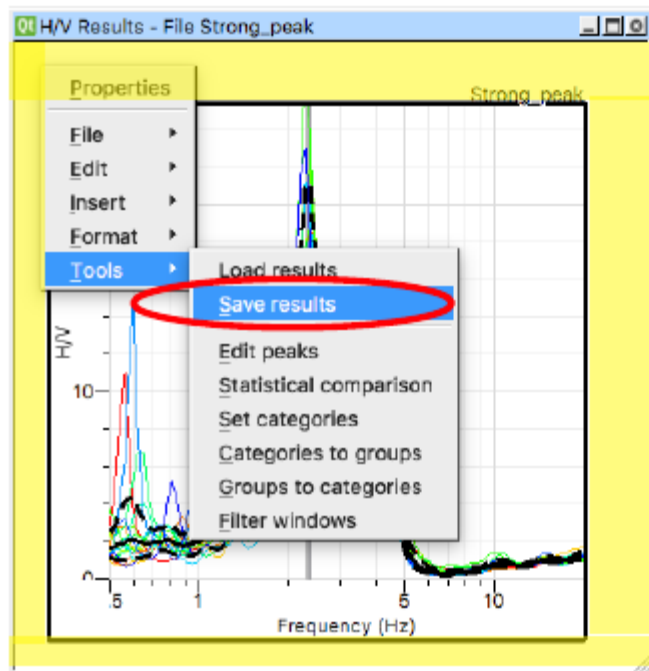 H/V Results - File Strong_peak
Properties
Strong_peak
File
Edit
Insert
Format
Tools
Load results
Save results
Edit peaks
Statistical comparison
Set categories
Categories to groups
Groups to categories
Filter windows
H/V
10
0
.5 1 5 10
Frequency (Hz)